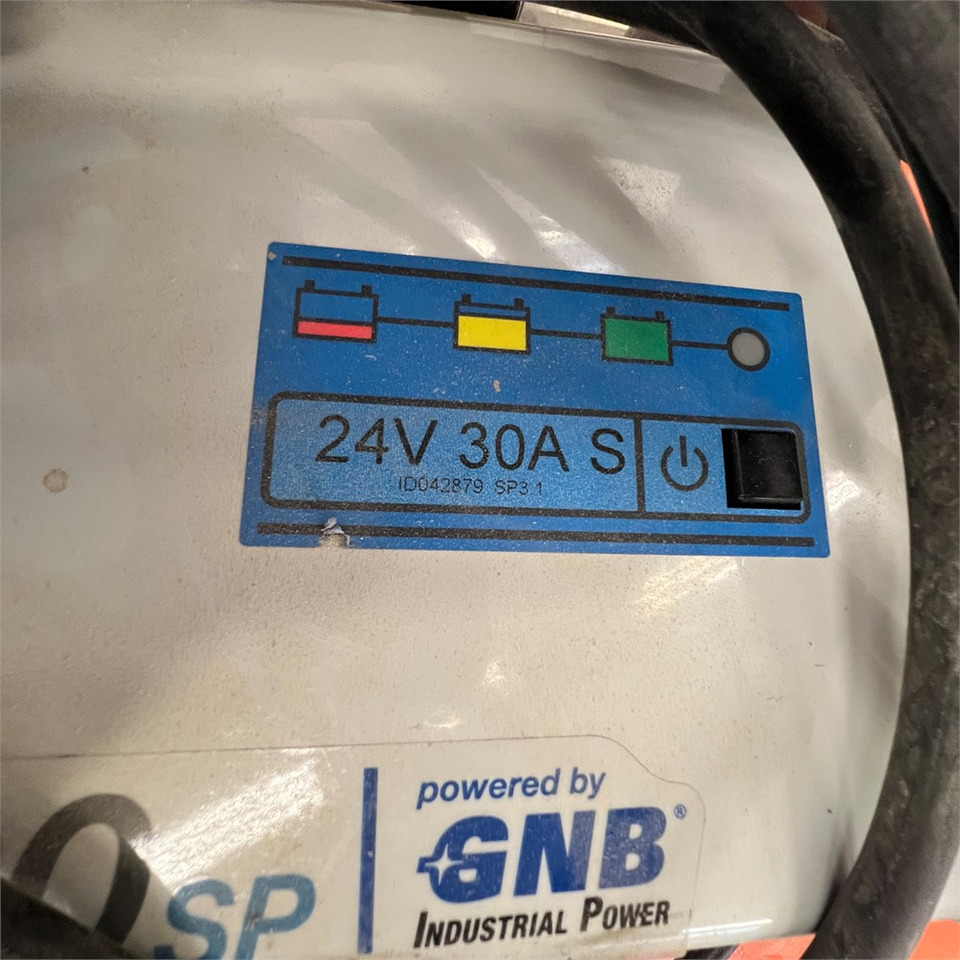 24V 30A S
ID042879 SP3.1
powered by
GNB®
INDUSTRIAL POWER
SP